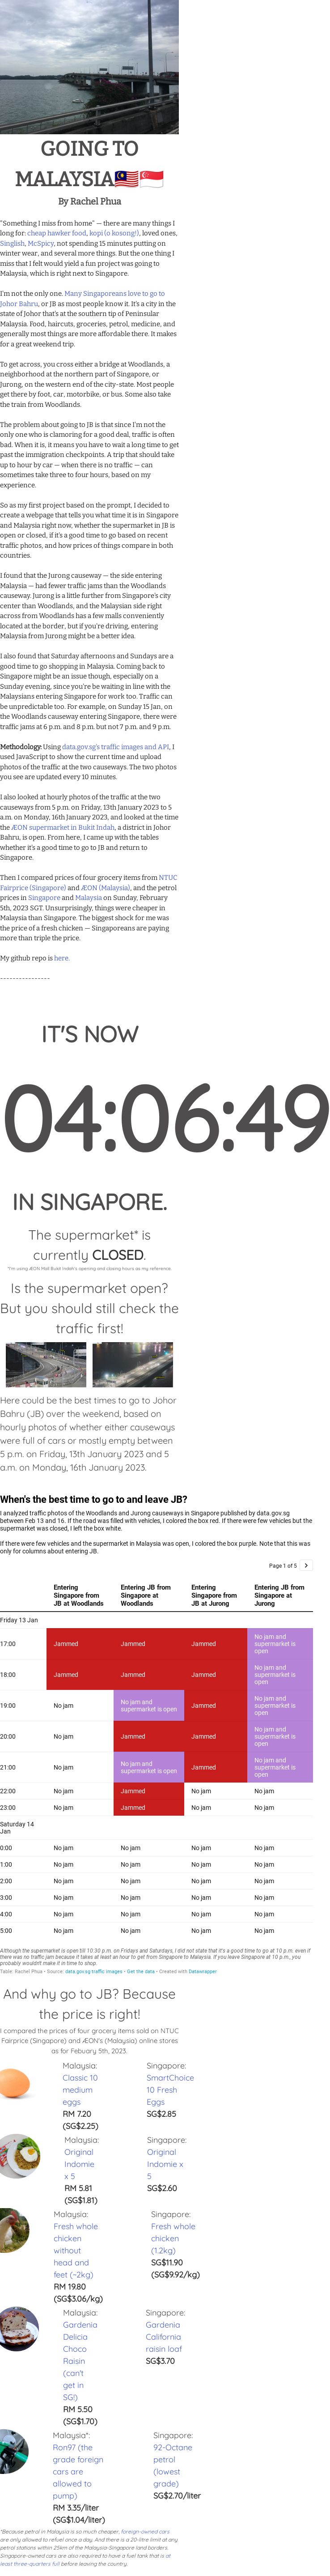 GOING TO
MALAYSIA🇲🇾🇸🇬
By Rachel Phua
"Something I miss from home" — there are many things I
long for: cheap hawker food, kopi (o kosong!), loved ones,
Singlish, McSpicy, not spending 15 minutes putting on
winter wear, and several more things. But the one thing I
miss that I felt would yield a fun project was going to
Malaysia, which is right next to Singapore.
I'm not the only one. Many Singaporeans love to go to
Johor Bahru, or JB as most people know it. It's a city in the
state of Johor that's at the southern tip of Peninsular
Malaysia. Food, haircuts, groceries, petrol, medicine, and
generally most things are more affordable there. It makes
for a great weekend trip.
To get across, you cross either a bridge at Woodlands, a
neighborhood at the northern part of Singapore, or
Jurong, on the western end of the city-state. Most people
get there by foot, car, motorbike, or bus. Some also take
the train from Woodlands.
The problem about going to JB is that since I'm not the
only one who is clamoring for a good deal, traffic is often
bad. When it is, it means you have to wait a long time to get
past the immigration checkpoints. A trip that should take
up to hour by car — when there is no traffic — can
sometimes take three to four hours, based on my
experience.
So as my first project based on the prompt, I decided to
create a webpage that tells you what time it is in Singapore
and Malaysia right now, whether the supermarket in JB is
open or closed, if it's a good time to go based on recent
traffic photos, and how prices of things compare in both
countries.
I found that the Jurong causeway — the side entering
Malaysia — had fewer traffic jams than the Woodlands
causeway. Jurong is a little further from Singapore's city
center than Woodlands, and the Malaysian side right
across from Woodlands has a few malls conveniently
located at the border, but if you're driving, entering
Malaysia from Jurong might be a better idea.
I also found that Saturday afternoons and Sundays are a
good time to go shopping in Malaysia. Coming back to
Singapore might be an issue though, especially on a
Sunday evening, since you're be waiting in line with the
Malaysians entering Singapore for work too. Traffic can
be unpredictable too. For example, on Sunday 15 Jan, on
the Woodlands causeway entering Singapore, there were
traffic jams at 6 p.m. and 8 p.m. but not 7 p.m. and 9 p.m.
Methodology: Using data.gov.sg's traffic images and API, I
used JavaScript to show the current time and upload
photos of the traffic at the two causeways. The two photos
you see are updated every 10 minutes.
I also looked at hourly photos of the traffic at the two
causeways from 5 p.m. on Friday, 13th January 2023 to 5
a.m. on Monday, 16th January 2023, and looked at the time
the ÆON supermarket in Bukit Indah, a district in Johor
Bahru, is open. From here, I came up with the tables
whether it's a good time to go to JB and return to
Singapore.
Then I compared prices of four grocery items from NTUC
Fairprice (Singapore) and ÆON (Malaysia), and the petrol
prices in Singapore and Malaysia on Sunday, February
5th, 2023 SGT. Unsurprisingly, things were cheaper in
Malaysia than Singapore. The biggest shock for me was
the price of a fresh chicken — Singaporeans are paying
more than triple the price.
My github repo is here.
----------------
IT'S NOW
04:06:49
IN SINGAPORE.
The supermarket* is
currently CLOSED.
*I'm using ÆON Mall Bukit Indah's opening and closing hours as my reference.
Is the supermarket open?
But you should still check the
traffic first!
Here could be the best times to go to Johor
Bahru (JB) over the weekend, based on
hourly photos of whether either causeways
were full of cars or mostly empty between
5 p.m. on Friday, 13th January 2023 and 5
a.m. on Monday, 16th January 2023.
When's the best time to go to and leave JB?
I analyzed traffic photos of the Woodlands and Jurong causeways in Singapore published by data.gov.sg
between Feb 13 and 16. If the road was filled with vehicles, I colored the box red. If there were few vehicles but the
supermarket was closed, I left the box white.
If there were few vehicles and the supermarket in Malaysia was open, I colored the box purple. Note that this was
only for columns about entering JB.
Page 1 of 5 >
Entering Singapore from JB at Woodlands | Entering JB from Singapore at Woodlands | Entering Singapore from JB at Jurong | Entering JB from Singapore at Jurong
Friday 13 Jan
17:00 Jammed Jammed Jammed No jam and supermarket is open
18:00 Jammed Jammed Jammed No jam and supermarket is open
19:00 No jam No jam and supermarket is open Jammed No jam and supermarket is open
20:00 No jam Jammed Jammed No jam and supermarket is open
21:00 No jam No jam and supermarket is open Jammed No jam and supermarket is open
22:00 No jam Jammed No jam No jam
23:00 No jam Jammed No jam No jam
Saturday 14
Jan
0:00 No jam No jam No jam No jam
1:00 No jam No jam No jam No jam
2:00 No jam No jam No jam No jam
3:00 No jam No jam No jam No jam
4:00 No jam No jam No jam No jam
5:00 No jam No jam No jam No jam
Although the supermarket is open till 10:30 p.m. on Fridays and Saturdays, I did not state that it's a good time to go at 10 p.m. even if
there was no traffic jam because it takes at least an hour to get from Singapore to Malaysia. If you leave Singapore at 10 p.m., you
probably wouldn't make it in time to shop.
Table: Rachel Phua • Source: data.gov.sg traffic images • Get the data • Created with Datawrapper
And why go to JB? Because
the price is right!
I compared the prices of four grocery items sold on NTUC
Fairprice (Singapore) and ÆON's (Malaysia) online stores
as for Febuary 5th, 2023.
Malaysia:
Classic 10
medium
eggs
RM 7.20
(SG$2.25)
Singapore:
SmartChoice
10 Fresh
Eggs
SG$2.85
Malaysia:
Original
Indomie
x 5
RM 5.81
(SG$1.81)
Singapore:
Original
Indomie x
5
SG$2.60
Malaysia:
Fresh whole
chicken
without
head and
feet (~2kg)
RM 19.80
(SG$3.06/kg)
Singapore:
Fresh whole
chicken
(1.2kg)
SG$11.90
(SG$9.92/kg)
Malaysia:
Gardenia
Delicia
Choco
Raisin
(can't
get in
SG!)
RM 5.50
(SG$1.70)
Singapore:
Gardenia
California
raisin loaf
SG$3.70
Malaysia*:
Ron97 (the
grade foreign
cars are
allowed to
pump)
RM 3.35/liter
(SG$1.04/liter)
Singapore:
92-Octane
petrol
(lowest
grade)
SG$2.70/liter
*Because petrol in Malaysia is so much cheaper, foreign-owned cars
are only allowed to refuel once a day. And there is a 20-litre limit at any
petrol stations within 25km of the Malaysia-Singapore land borders.
Singapore-owned cars are also required to have a fuel tank that is at
least three-quarters full before leaving the country.